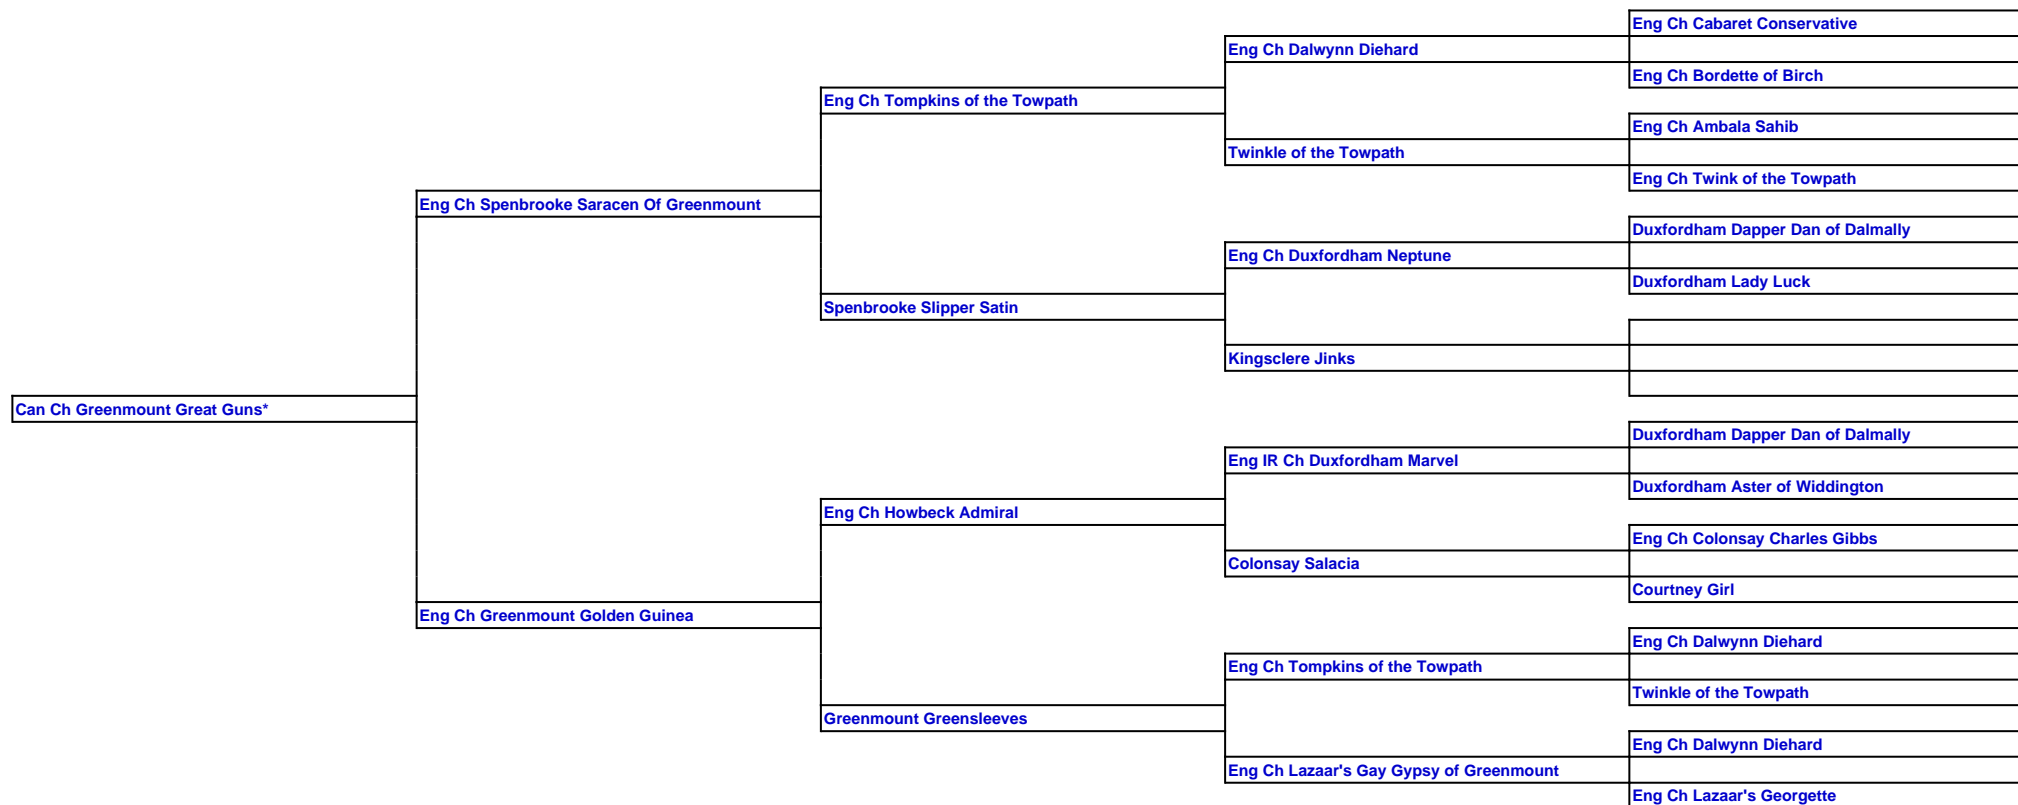 Eng Ch Cabaret Conservative
Eng Ch Dalwynn Diehard
Eng Ch Bordette of Birch
Eng Ch Tompkins of the Towpath
Eng Ch Ambala Sahib
Twinkle of the Towpath
Eng Ch Twink of the Towpath
Eng Ch Spenbrooke Saracen Of Greenmount
Duxfordham Dapper Dan of Dalmally
Eng Ch Duxfordham Neptune
Duxfordham Lady Luck
Spenbrooke Slipper Satin
Kingsclere Jinks
Can Ch Greenmount Great Guns*
Duxfordham Dapper Dan of Dalmally
Eng IR Ch Duxfordham Marvel
Duxfordham Aster of Widdington
Eng Ch Howbeck Admiral
Eng Ch Colonsay Charles Gibbs
Colonsay Salacia
Courtney Girl
Eng Ch Greenmount Golden Guinea
Eng Ch Dalwynn Diehard
Eng Ch Tompkins of the Towpath
Twinkle of the Towpath
Greenmount Greensleeves
Eng Ch Dalwynn Diehard
Eng Ch Lazaar's Gay Gypsy of Greenmount
Eng Ch Lazaar's Georgette